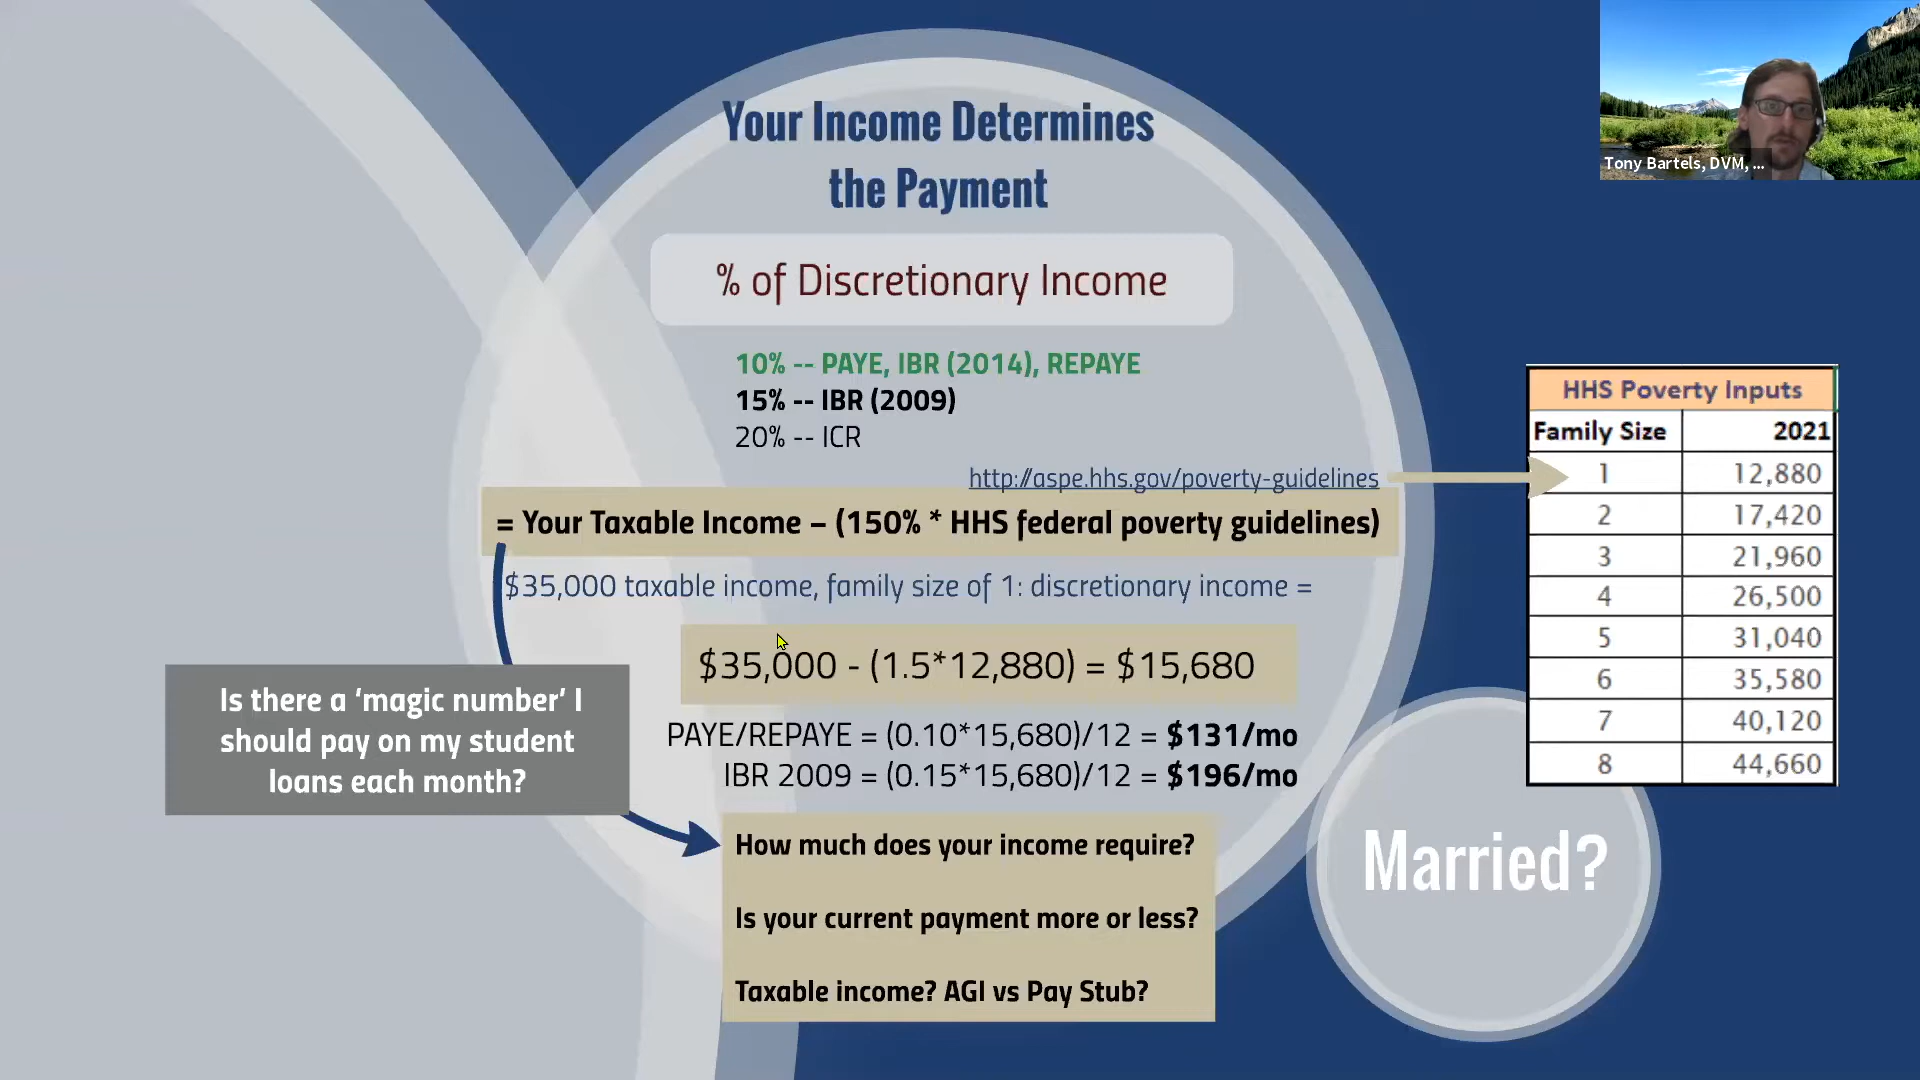 Your Income Determines
the Payment
Tony Bartels, DVM, ...
% of Discretionary Income
10% -- PAYE, IBR (2014), REPAYE
15% -- IBR (2009)
20% -- ICR
http://aspe.hhs.gov/poverty-guidelines
= Your Taxable Income – (150% * HHS federal poverty guidelines)
$35,000 taxable income, family size of 1: discretionary income =
$35,000 - (1.5*12,880) = $15,680
PAYE/REPAYE = (0.10*15,680)/12 = $131/mo
IBR 2009 = (0.15*15,680)/12 = $196/mo
Is there a ‘magic number’ I
should pay on my student
loans each month?
How much does your income require?
Is your current payment more or less?
Taxable income? AGI vs Pay Stub?
HHS Poverty Inputs
Family Size 2021
1 12,880
2 17,420
3 21,960
4 26,500
5 31,040
6 35,580
7 40,120
8 44,660
Married?